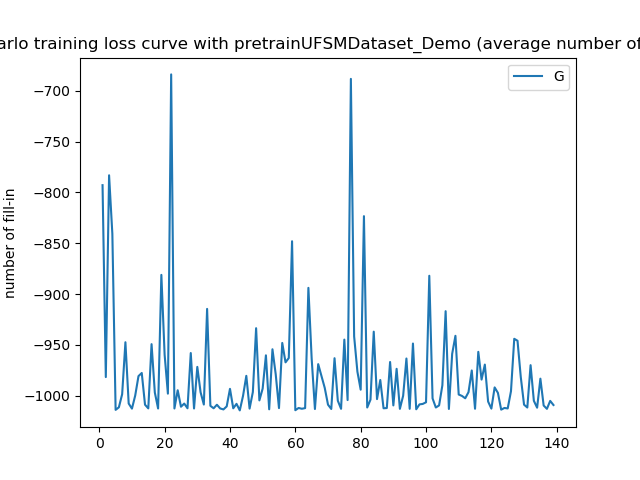 arlo training loss curve with pretrainUFSMDataset_Demo (average number of
G
number of fill-in
−700
−750
−800
−850
−900
−950
−1000
0 20 40 60 80 100 120 140